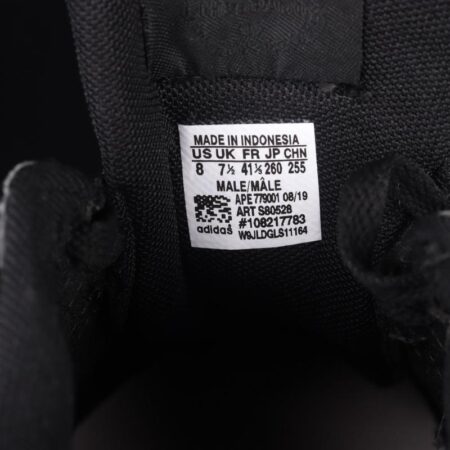 MADE IN INDONESIA
US UK FR JP CHN
8 7½ 41⅓ 260 255
MALE/MÂLE
APE 779001 08/19
ART S80528
#108217783
adidas W9JLDGLS11164